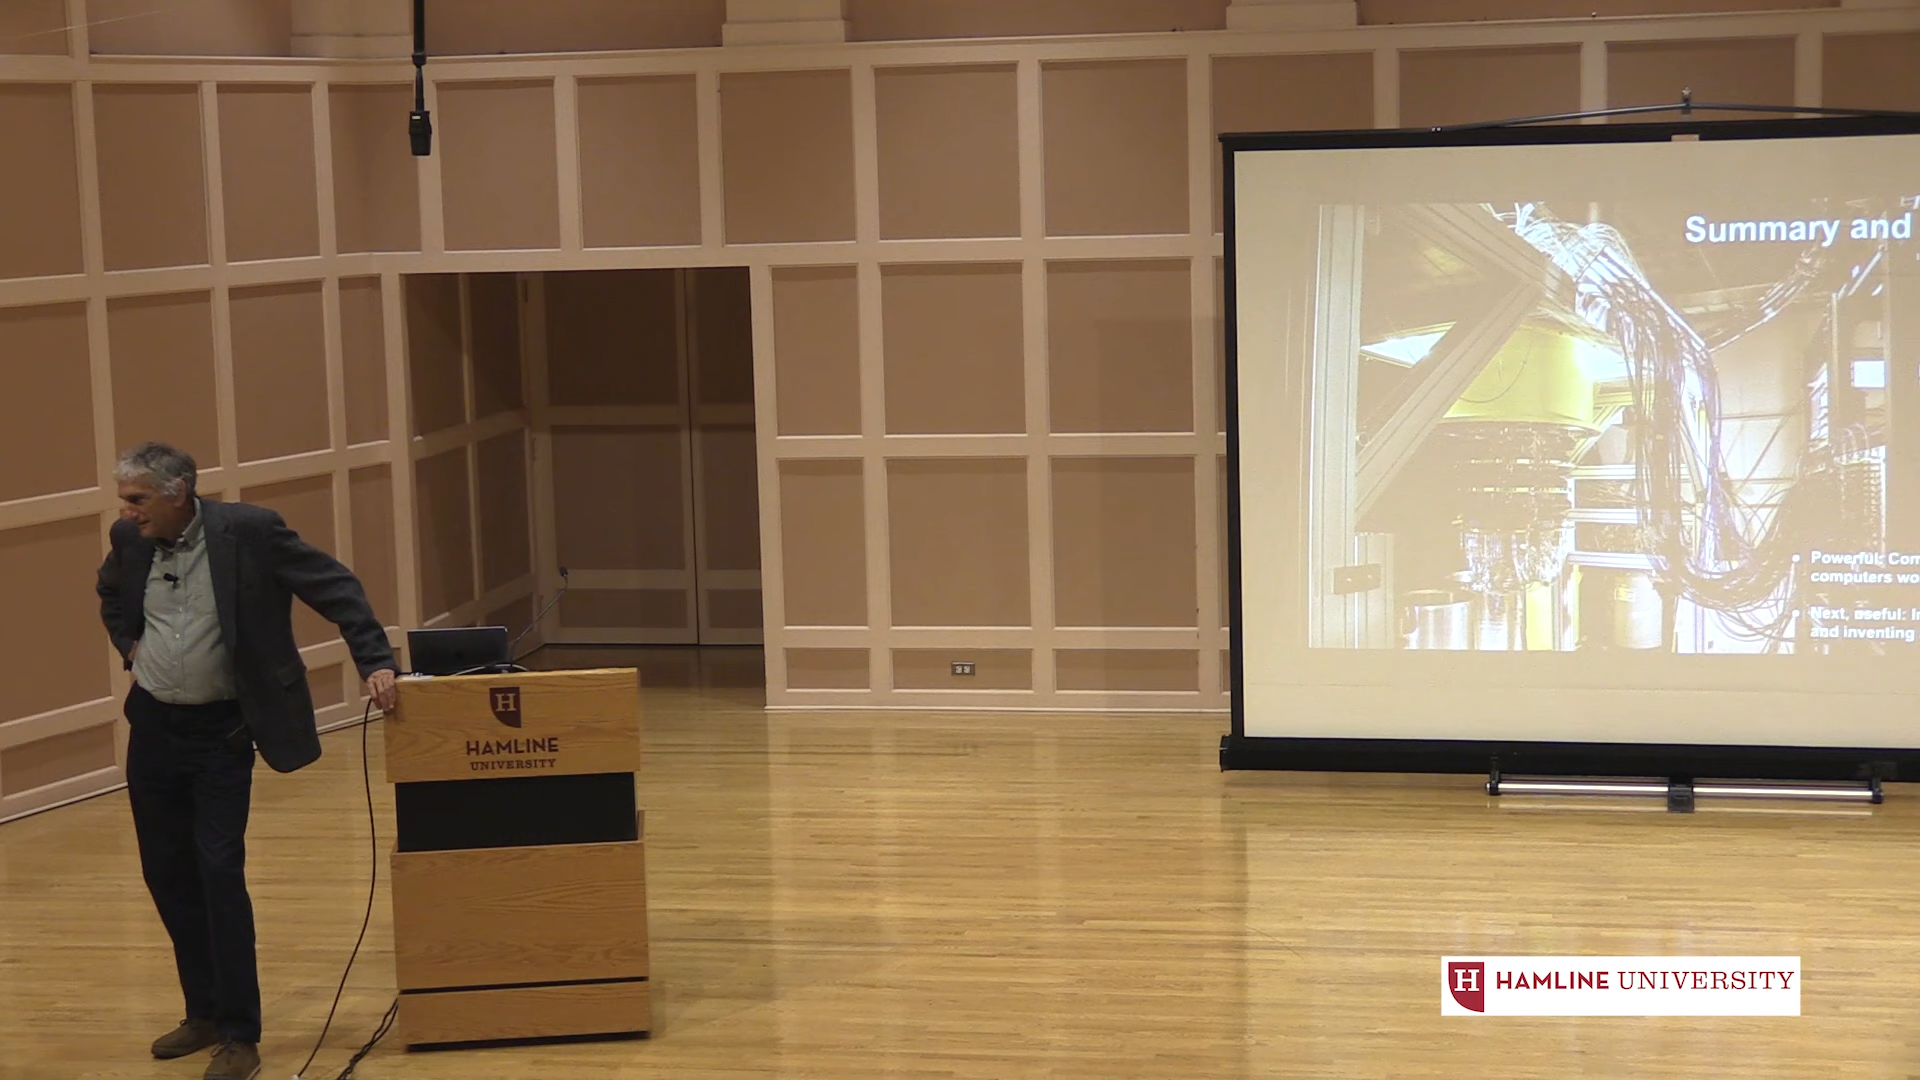 Summary and
• Powerful: Com
computers wo
• Next, useful: I
and inventing
H
HAMLINE
UNIVERSITY
H HAMLINE UNIVERSITY